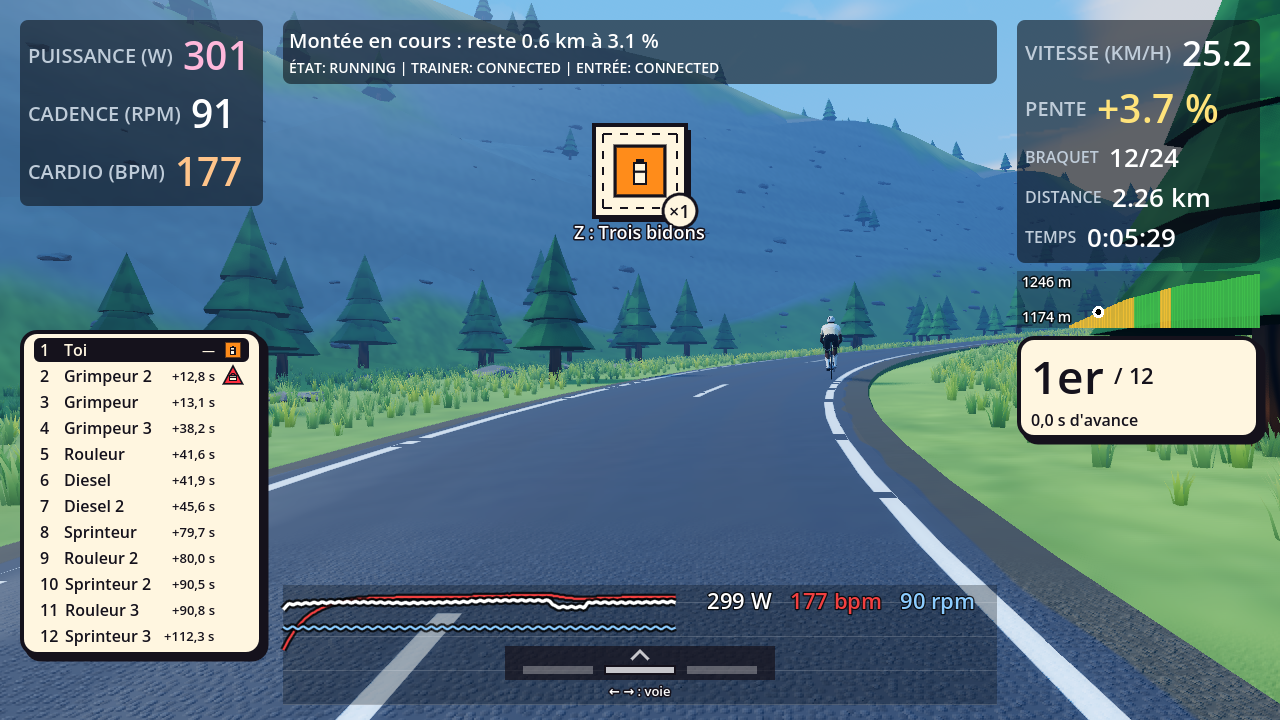 PUISSANCE (W) 301
CADENCE (RPM) 91
CARDIO (BPM) 177
Montée en cours : reste 0.6 km à 3.1 %
ÉTAT: RUNNING | TRAINER: CONNECTED | ENTRÉE: CONNECTED
×1
Z : Trois bidons
VITESSE (KM/H) 25.2
PENTE +3.7 %
BRAQUET 12/24
DISTANCE 2.26 km
TEMPS 0:05:29
1246 m
1174 m
1er / 12
0,0 s d'avance
1 Toi —
2 Grimpeur 2 +12,8 s
3 Grimpeur +13,1 s
4 Grimpeur 3 +38,2 s
5 Rouleur +41,6 s
6 Diesel +41,9 s
7 Diesel 2 +45,6 s
8 Sprinteur +79,7 s
9 Rouleur 2 +80,0 s
10 Sprinteur 2 +90,5 s
11 Rouleur 3 +90,8 s
12 Sprinteur 3 +112,3 s
299 W 177 bpm 90 rpm
← → : voie